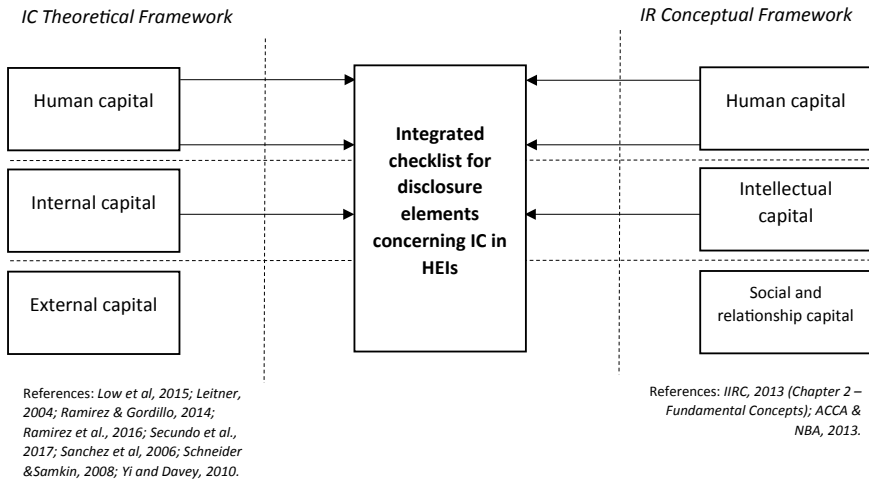 IC Theoretical Framework
IR Conceptual Framework
Human capital
Internal capital
External capital
Integrated
checklist for
disclosure
elements
concerning IC in
HEIs
Human capital
Intellectual
capital
Social and
relationship capital
References: Low et al, 2015; Leitner,
2004; Ramirez & Gordillo, 2014;
Ramirez et al., 2016; Secundo et al.,
2017; Sanchez et al, 2006; Schneider
&Samkin, 2008; Yi and Davey, 2010.
References: IIRC, 2013 (Chapter 2 –
Fundamental Concepts); ACCA &
NBA, 2013.